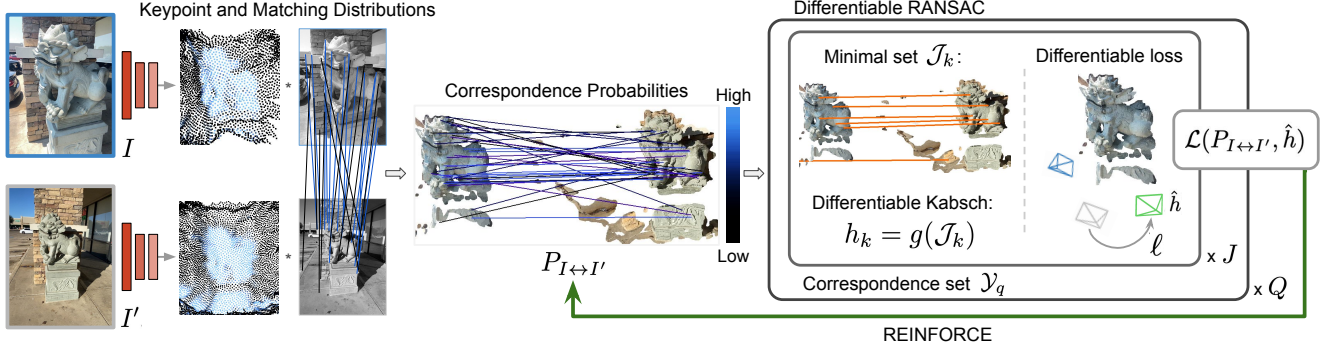 Keypoint and Matching Distributions
I
*
I′
*
Correspondence Probabilities
High
Low
P_{I↔I′}
Differentiable RANSAC
Minimal set 𝒥_k:
Differentiable loss
Differentiable Kabsch:
h_k = g(𝒥_k)
ĥ
ℓ
x J
Correspondence set 𝒴_q
x Q
ℒ(P_{I↔I′}, ĥ)
REINFORCE